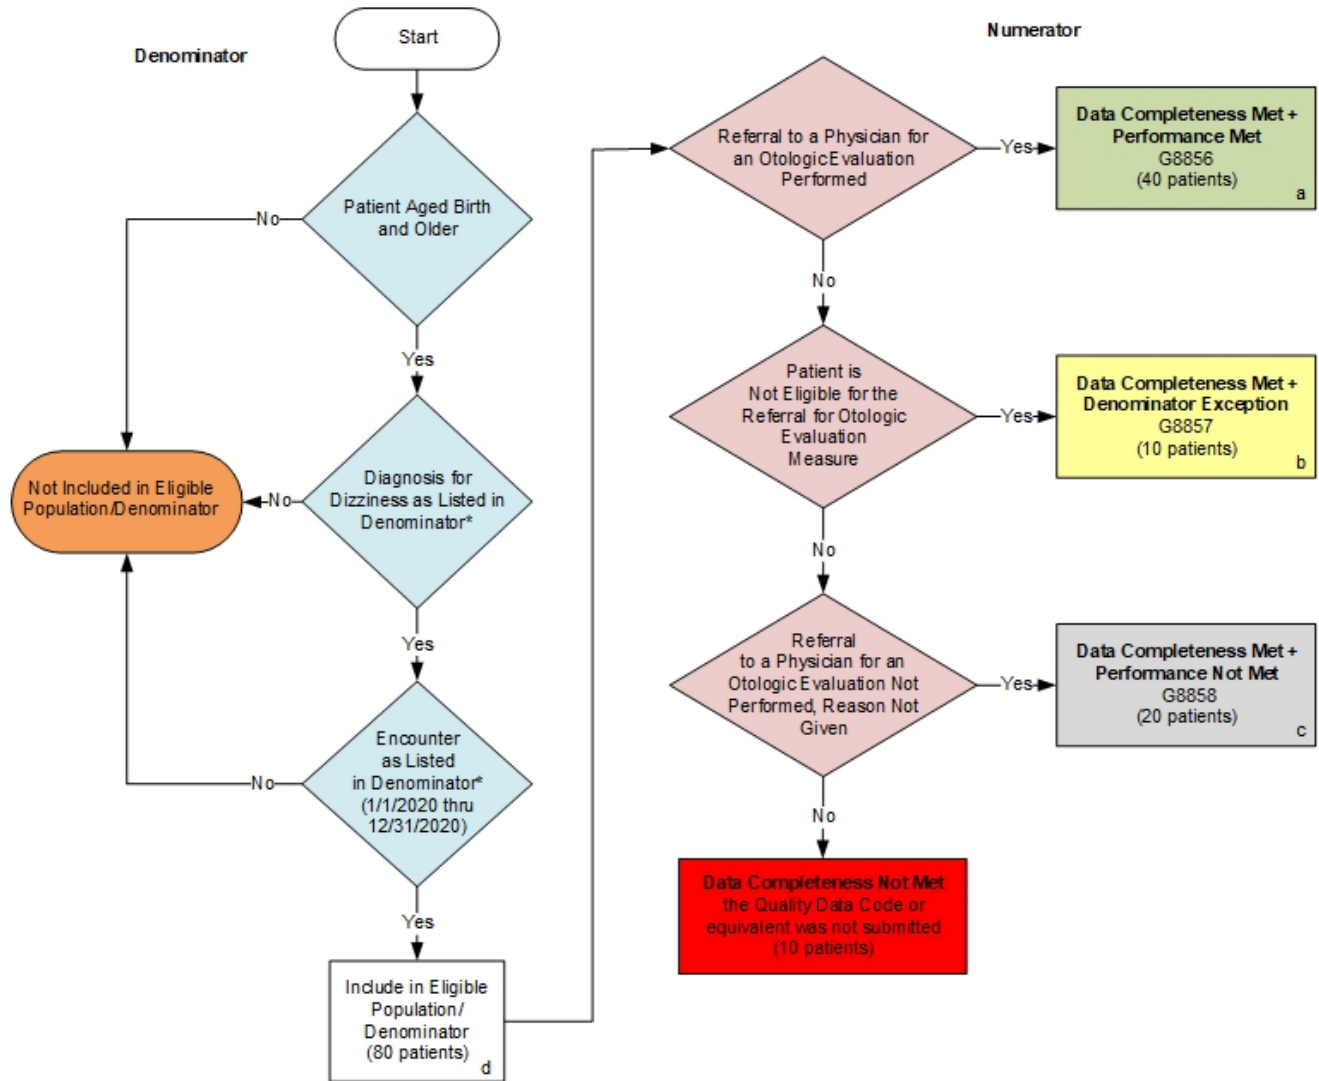 Denominator
Start
Patient Aged Birth
and Older
No
Yes
Not Included in Eligible
Population/Denominator
No
Diagnosis for
Dizziness as Listed in
Denominator*
Yes
Encounter
as Listed
in Denominator*
(1/1/2020 thru
12/31/2020)
No
Yes
Include in Eligible
Population/
Denominator
(80 patients)
d
Numerator
Referral to a Physician for
an Otologic Evaluation
Performed
Yes
Data Completeness Met +
Performance Met
G8856
(40 patients)
a
No
Patient is
Not Eligible for the
Referral for Otologic
Evaluation
Measure
Yes
Data Completeness Met +
Denominator Exception
G8857
(10 patients)
b
No
Referral
to a Physician for an
Otologic Evaluation Not
Performed, Reason Not
Given
Yes
Data Completeness Met +
Performance Not Met
G8858
(20 patients)
c
No
Data Completeness Not Met
the Quality Data Code or
equivalent was not submitted
(10 patients)